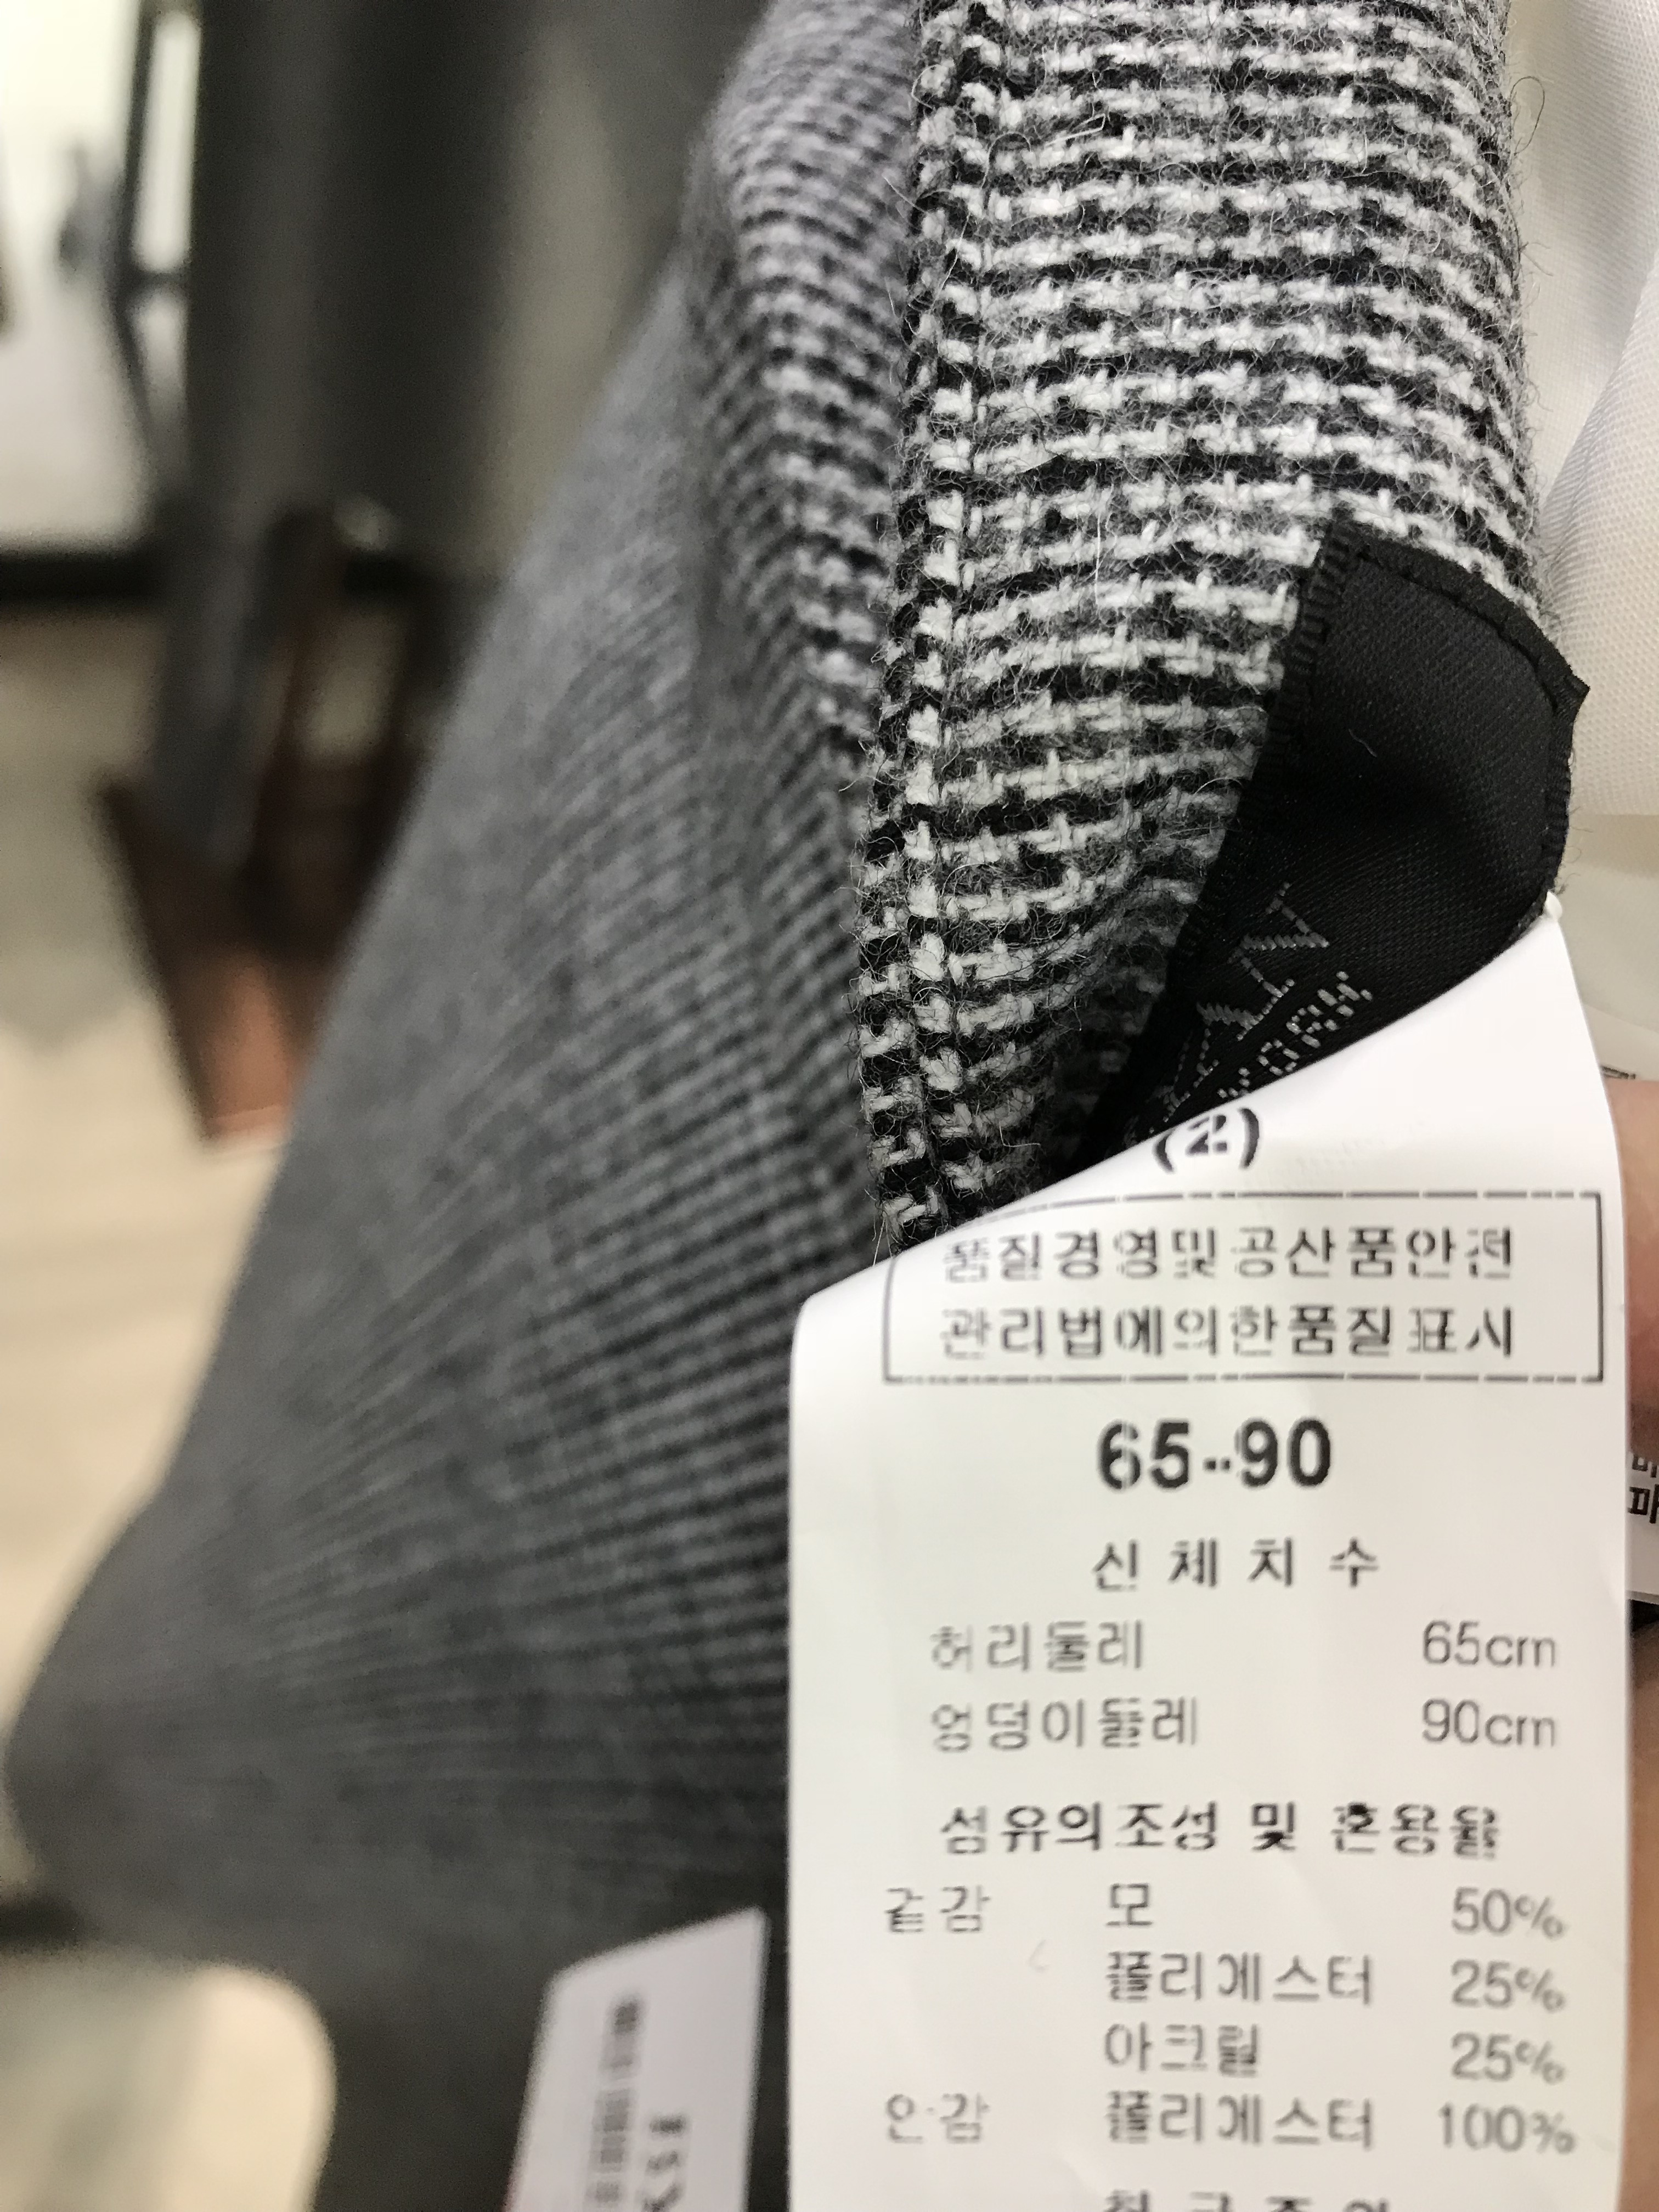 (2)
품질경영및공산품안전
관리법에의한품질표시
65-90
신체치수
허리둘레 65cm
엉덩이둘레 90cm
섬유의조성 및 혼용율
겉감 모 50%
폴리에스터 25%
아크릴 25%
안감 폴리에스터 100%